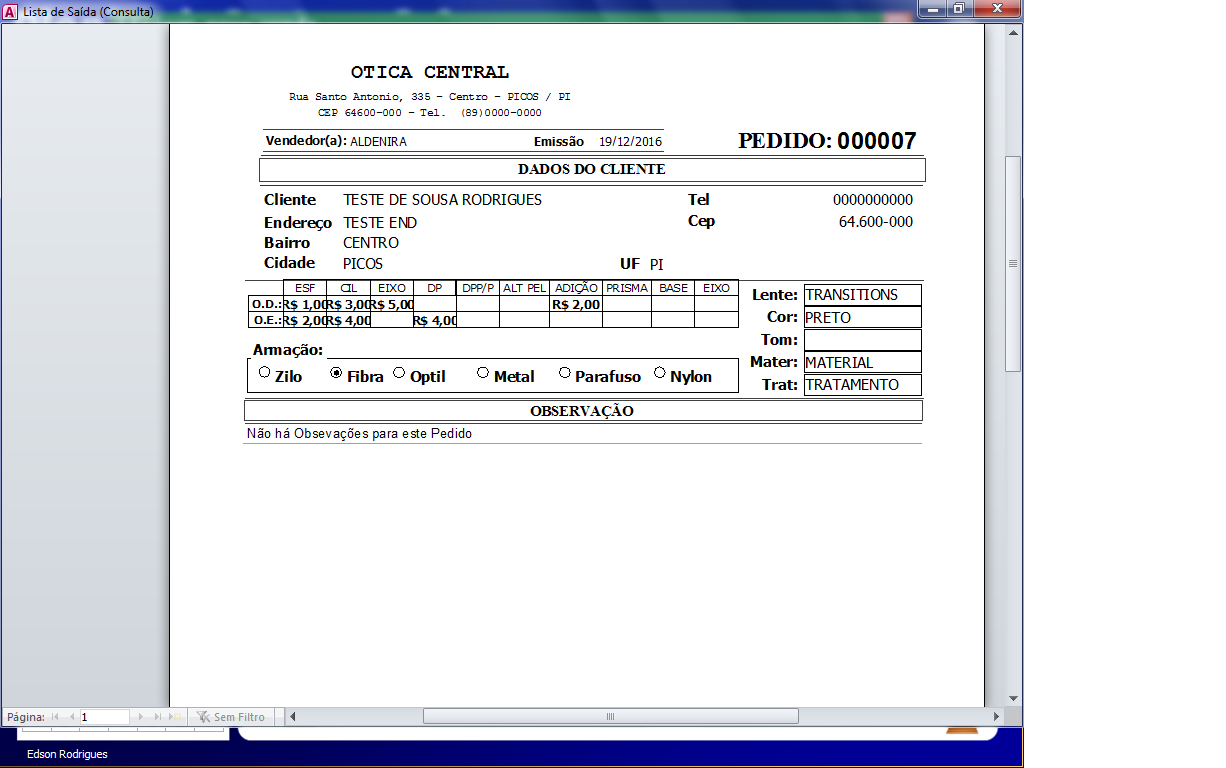 Lista de Saída (Consulta)
OTICA CENTRAL
Rua Santo Antonio, 335 - Centro - PICOS / PI
CEP 64600-000 - Tel. (89)0000-0000
Vendedor(a): ALDENIRA Emissão 19/12/2016 PEDIDO: 000007
DADOS DO CLIENTE
Cliente TESTE DE SOUSA RODRIGUES Tel 0000000000
Endereço TESTE END Cep 64.600-000
Bairro CENTRO
Cidade PICOS UF PI
ESF CIL EIXO DP DPP/P ALT PEL ADIÇÃO PRISMA BASE EIXO
O.D.: R$ 1,00 R$ 3,00 R$ 5,00 R$ 2,00
O.E.: R$ 2,00 R$ 4,00 R$ 4,00
Lente: TRANSITIONS
Cor: PRETO
Tom:
Mater: MATERIAL
Trat: TRATAMENTO
Armação:
Zilo Fibra Optil Metal Parafuso Nylon
OBSERVAÇÃO
Não há Obsevações para este Pedido
Página: 1 Sem Filtro
Edson Rodrigues